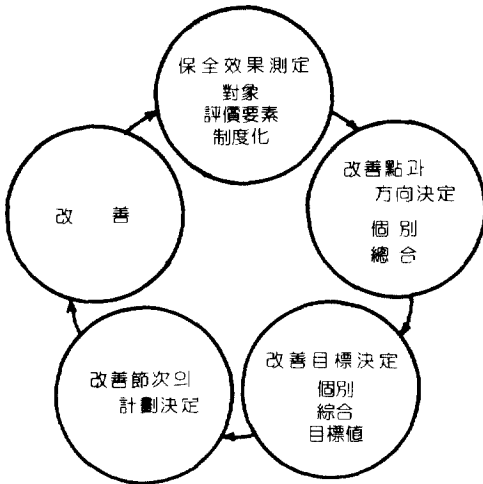 保全效果測定
對象
評價要素
制度化
改善點과
方向決定
個別
總合
改善目標決定
個別
綜合
目標値
改善節次의
計劃決定
改善